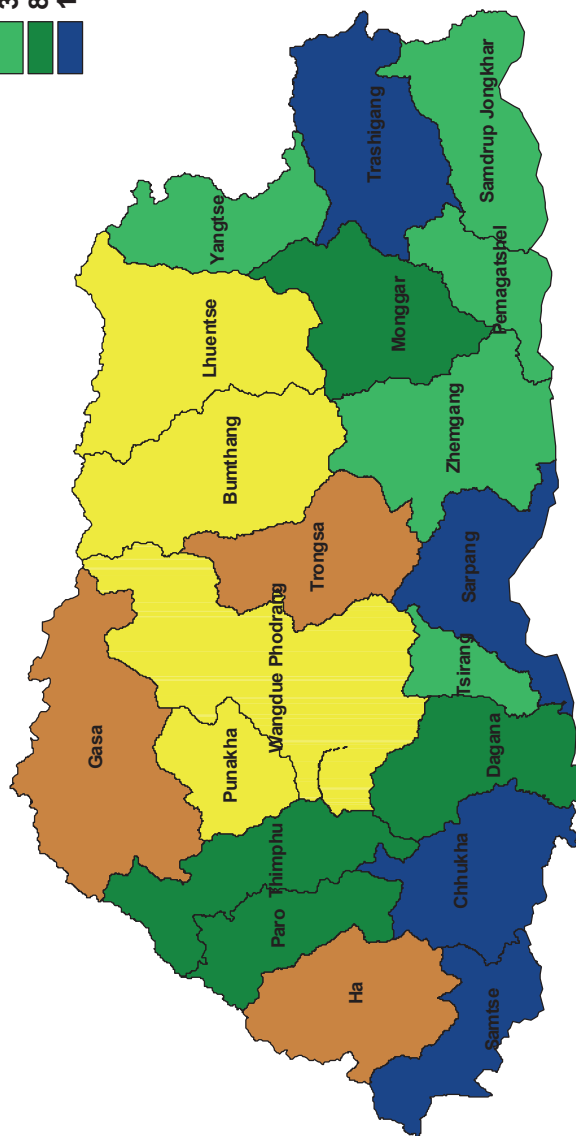 Gasa
Punakha
Wangdue Phodrang
Thimphu
Paro
Ha
Samtse
Chhukha
Dagana
Tsirang
Sarpang
Trongsa
Bumthang
Lhuentse
Zhemgang
Monggar
Yangtse
Trashigang
Pemagatshel
Samdrup Jongkhar